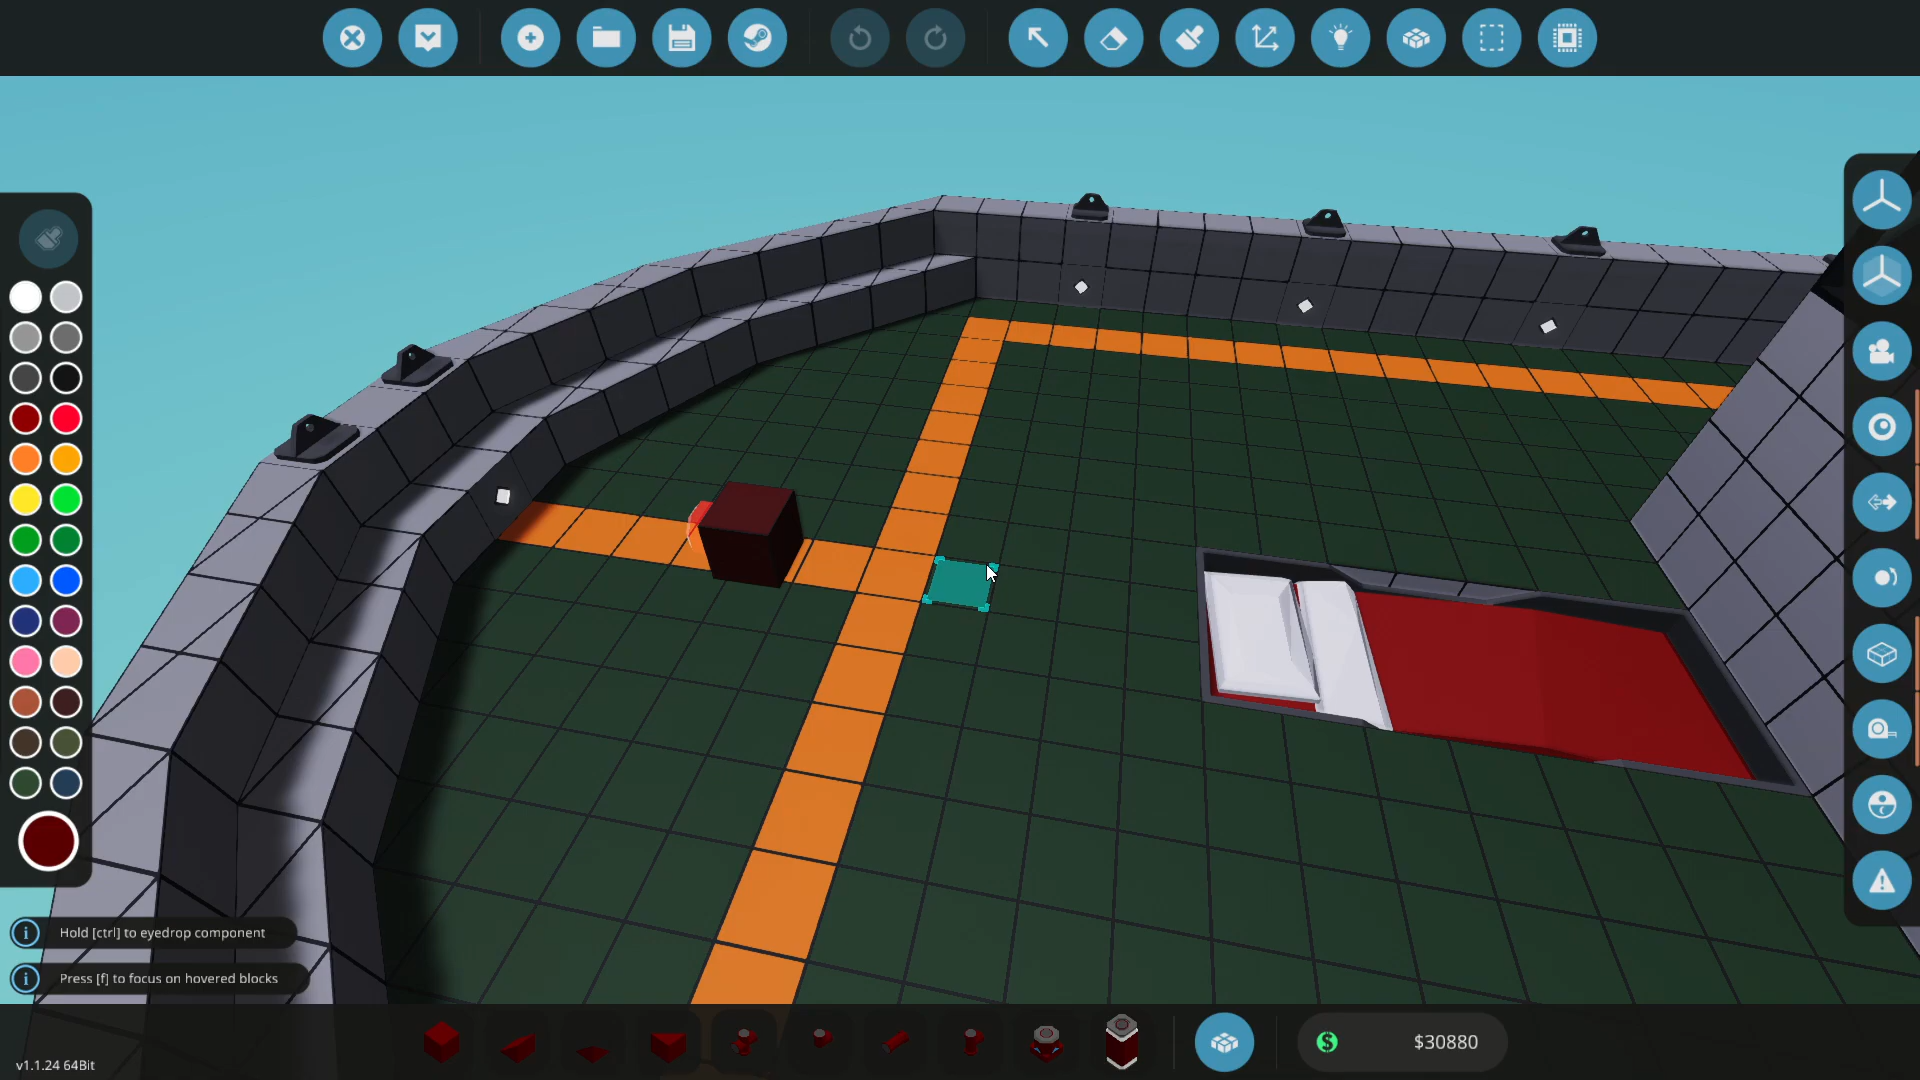 Hold [ctrl] to eyedrop component
Press [f] to focus on hovered blocks
$30880
v1.1.24 64Bit